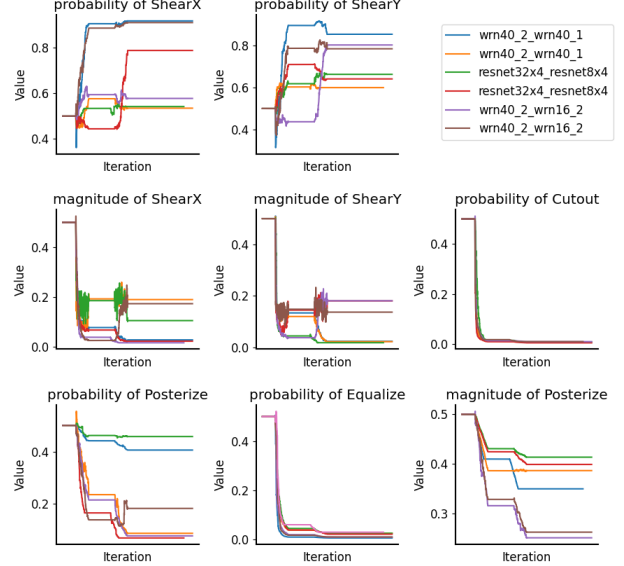 probability of ShearX
probability of ShearY
Value
0.8
0.6
0.4
Iteration
Value
0.8
0.6
0.4
Iteration
wrn40_2_wrn40_1
wrn40_2_wrn40_1
resnet32x4_resnet8x4
resnet32x4_resnet8x4
wrn40_2_wrn16_2
wrn40_2_wrn16_2
magnitude of ShearX
magnitude of ShearY
probability of Cutout
Value
0.4
0.2
0.0
Iteration
Value
0.4
0.2
0.0
Iteration
Value
0.4
0.2
0.0
Iteration
probability of Posterize
probability of Equalize
magnitude of Posterize
Value
0.4
0.2
Iteration
Value
0.4
0.2
0.0
Iteration
Value
0.5
0.4
0.3
Iteration